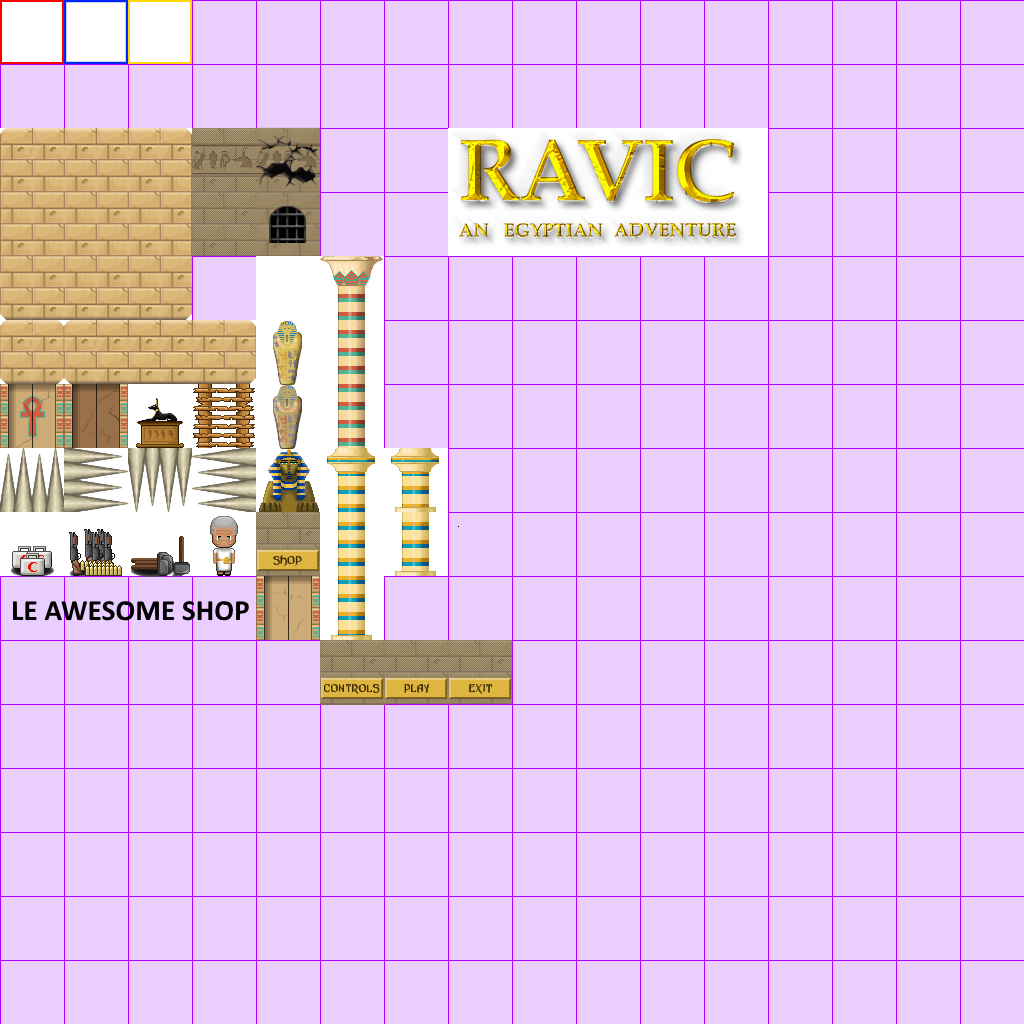 RAVIC
AN EGYPTIAN ADVENTURE
SHOP
LE AWESOME SHOP
CONTROLS
PLAY
EXIT